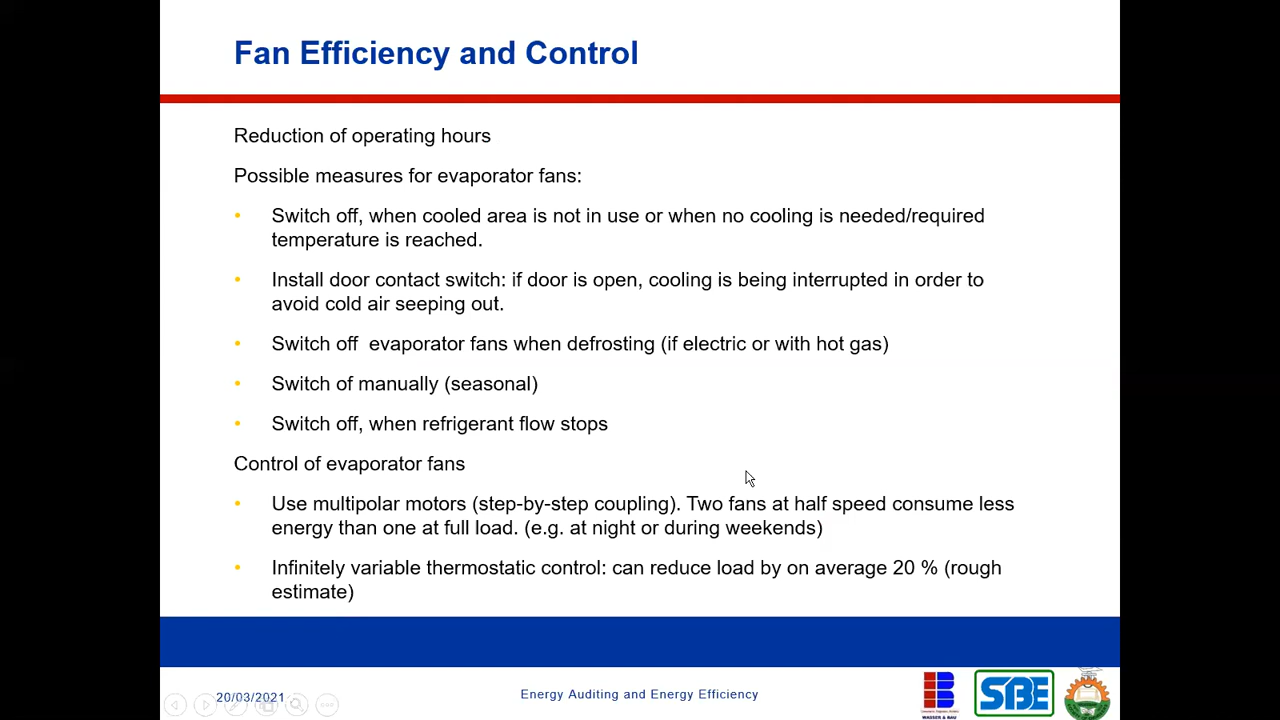 Fan Efficiency and Control
Reduction of operating hours
Possible measures for evaporator fans:
• Switch off, when cooled area is not in use or when no cooling is needed/required
temperature is reached.
• Install door contact switch: if door is open, cooling is being interrupted in order to
avoid cold air seeping out.
• Switch off  evaporator fans when defrosting (if electric or with hot gas)
• Switch of manually (seasonal)
• Switch off, when refrigerant flow stops
Control of evaporator fans
• Use multipolar motors (step-by-step coupling). Two fans at half speed consume less
energy than one at full load. (e.g. at night or during weekends)
• Infinitely variable thermostatic control: can reduce load by on average 20 % (rough
estimate)
20/03/2021
Energy Auditing and Energy Efficiency
WASSER & BAU
SBE